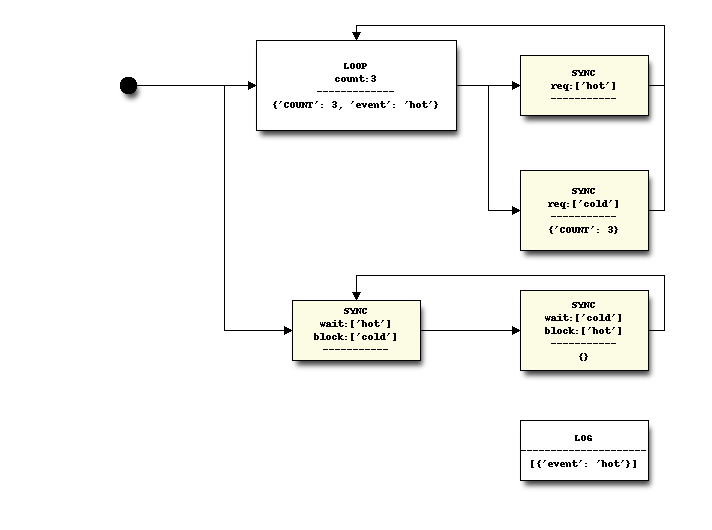 LOOP
count:3
-------------
{'COUNT': 3, 'event': 'hot'}
SYNC
req:['hot']
-----------
SYNC
req:['cold']
-----------
{'COUNT': 3}
SYNC
wait:['hot']
block:['cold']
-----------
SYNC
wait:['cold']
block:['hot']
-----------
{}
LOG
---------------------
[{'event': 'hot'}]